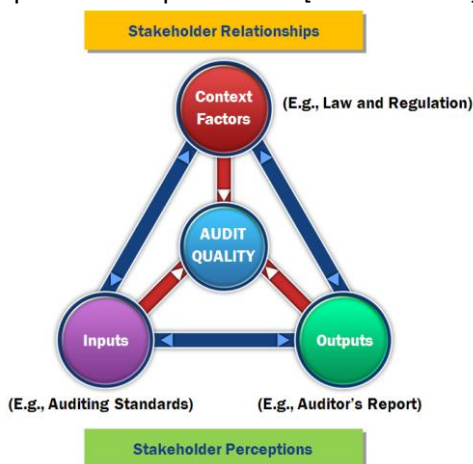 Stakeholder Relationships
Context
Factors
(E.g., Law and Regulation)
AUDIT
QUALITY
Inputs
Outputs
(E.g., Auditing Standards)
(E.g., Auditor's Report)
Stakeholder Perceptions